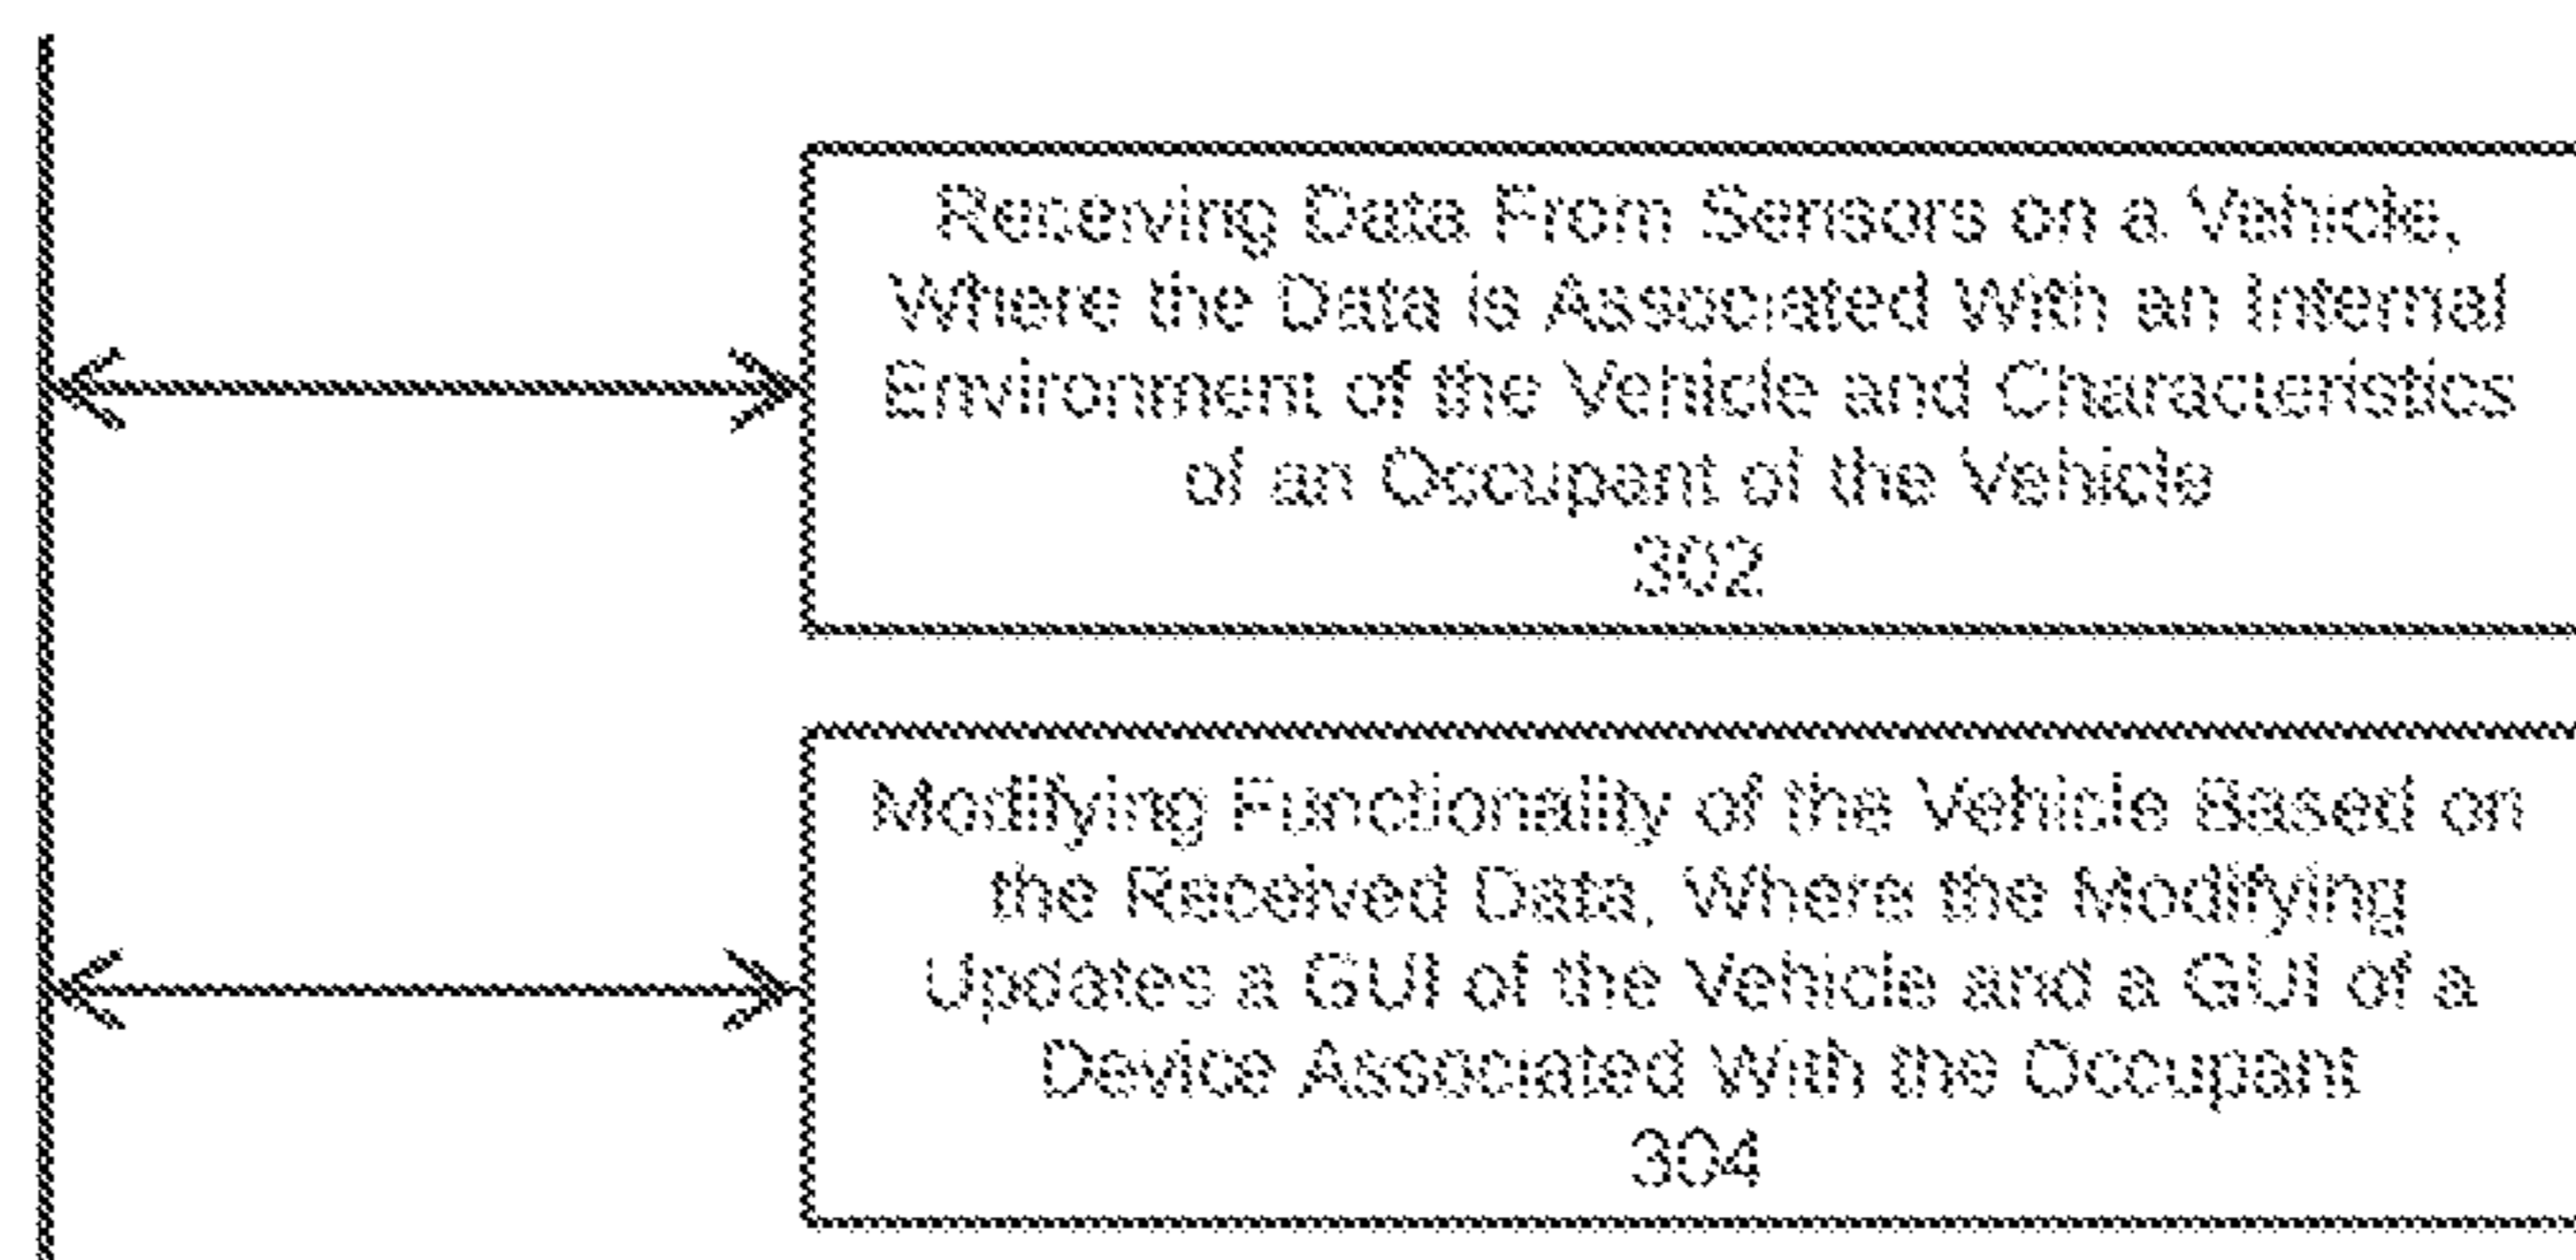 Receiving Data From Sensors on a Vehicle,
Where the Data is Associated With an Internal
Environment of the Vehicle and Characteristics
of an Occupant of the Vehicle
302
Modifying Functionality of the Vehicle Based on
the Received Data, Where the Modifying
Updates a GUI of the Vehicle and a GUI of a
Device Associated With the Occupant
304